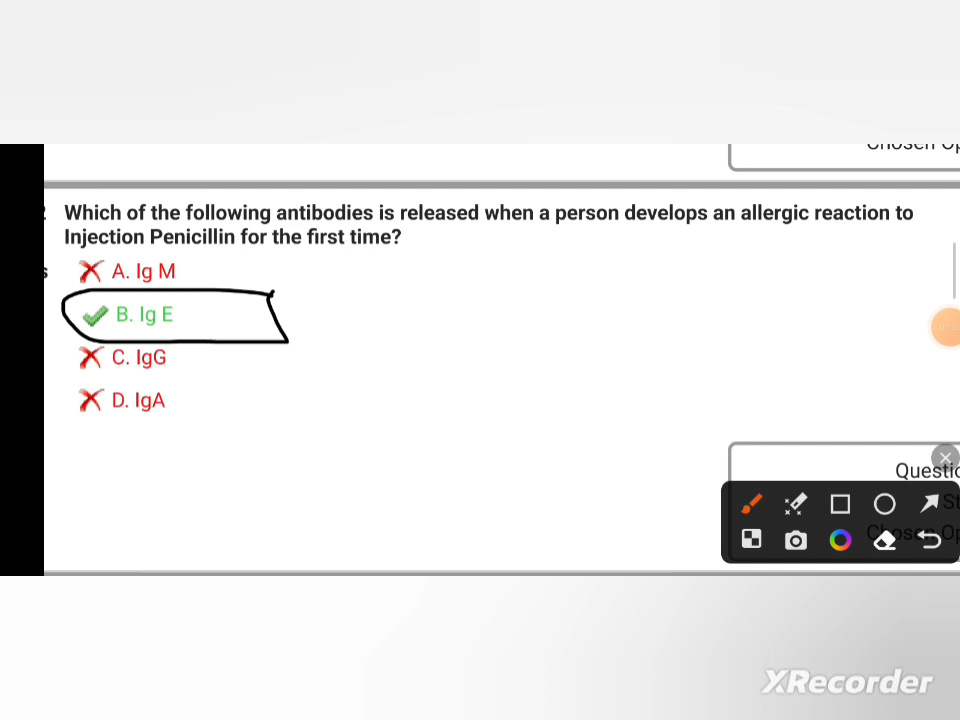 Which of the following antibodies is released when a person develops an allergic reaction to
Injection Penicillin for the first time?
A. Ig M
B. Ig E
C. IgG
D. IgA
Chosen
XRecorder